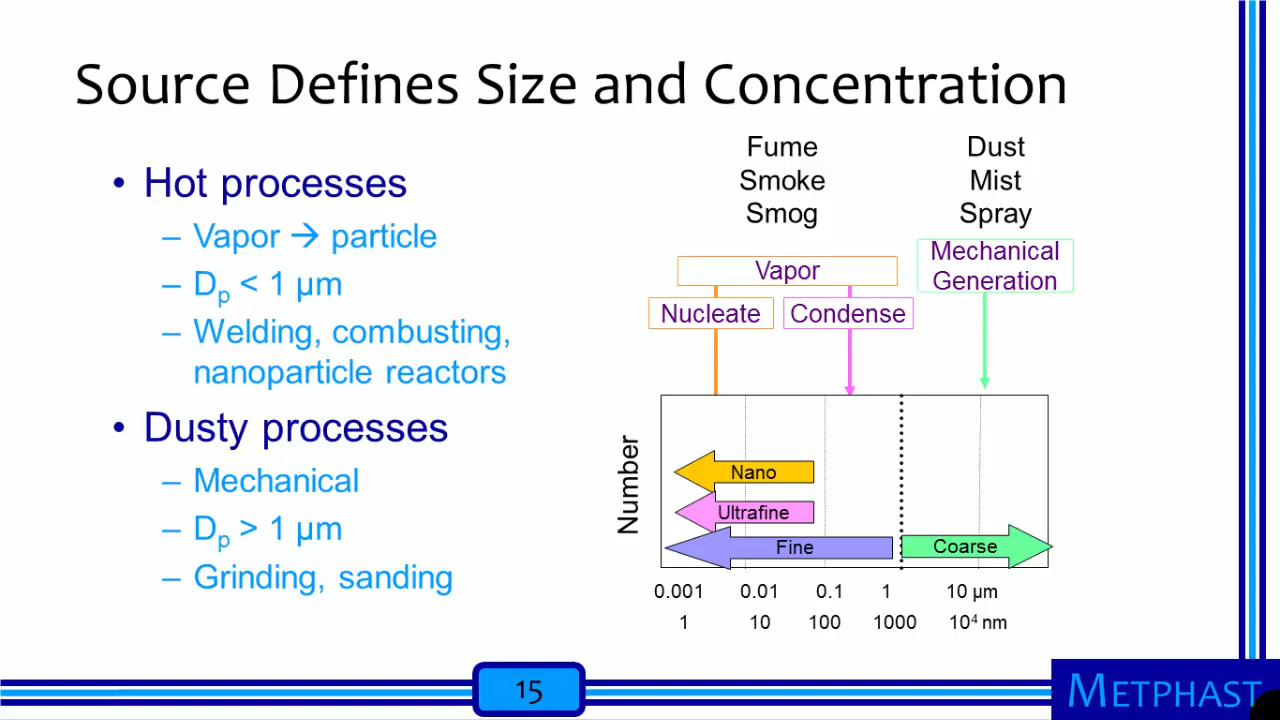 Source Defines Size and Concentration
• Hot processes
– Vapor → particle
– Dp < 1 µm
– Welding, combusting,
nanoparticle reactors
• Dusty processes
– Mechanical
– Dp > 1 µm
– Grinding, sanding
Fume
Smoke
Smog
Dust
Mist
Spray
Vapor
Mechanical
Generation
Nucleate
Condense
Number
Nano
Ultrafine
Fine
Coarse
0.001 0.01 0.1 1 10 µm
1 10 100 1000 10⁴ nm
15
METPHAST